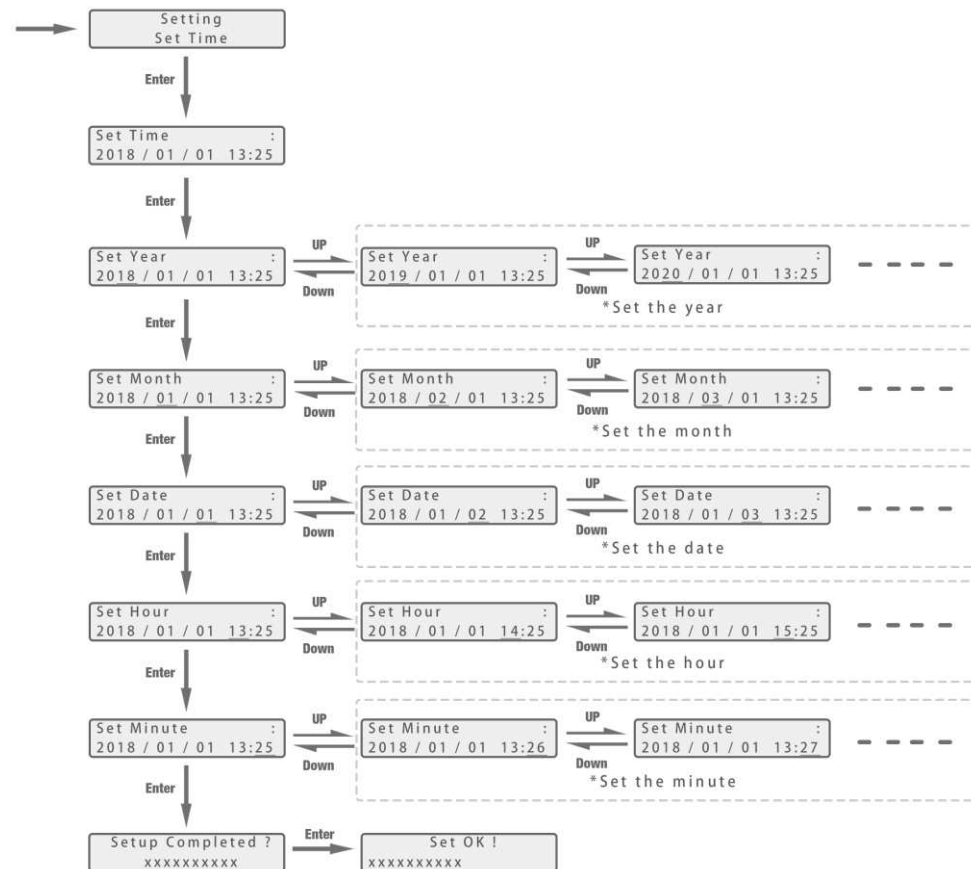 Setting
Set Time
Enter
Set Time :
2018 / 01 / 01 13:25
Enter
Set Year :
2018 / 01 / 01 13:25
UP
Down
Set Year :
2019 / 01 / 01 13:25
UP
Down
Set Year :
2020 / 01 / 01 13:25
*Set the year
Enter
Set Month :
2018 / 01 / 01 13:25
UP
Down
Set Month :
2018 / 02 / 01 13:25
UP
Down
Set Month :
2018 / 03 / 01 13:25
*Set the month
Enter
Set Date :
2018 / 01 / 01 13:25
UP
Down
Set Date :
2018 / 01 / 02 13:25
UP
Down
Set Date :
2018 / 01 / 03 13:25
*Set the date
Enter
Set Hour :
2018 / 01 / 01 13:25
UP
Down
Set Hour :
2018 / 01 / 01 14:25
UP
Down
Set Hour :
2018 / 01 / 01 15:25
*Set the hour
Enter
Set Minute :
2018 / 01 / 01 13:25
UP
Down
Set Minute :
2018 / 01 / 01 13:26
UP
Down
Set Minute :
2018 / 01 / 01 13:27
*Set the minute
Enter
Setup Completed ?
xxxxxxxxxx
Enter
Set OK !
xxxxxxxxxx